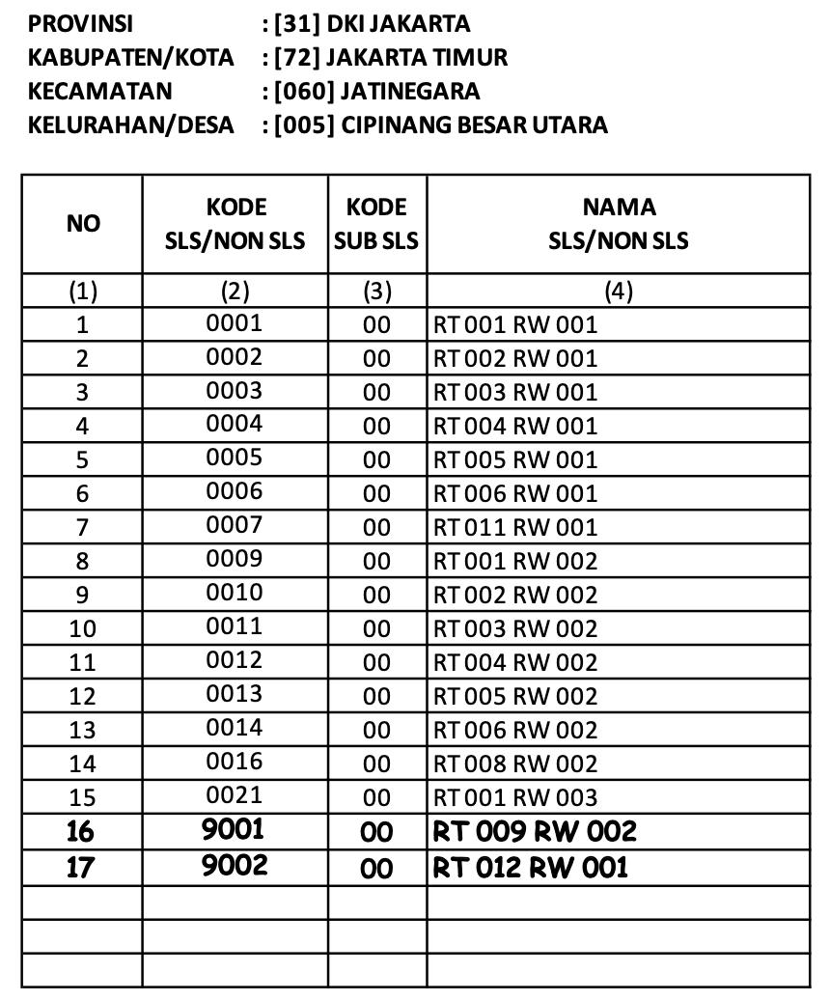 PROVINSI : [31] DKI JAKARTA
KABUPATEN/KOTA : [72] JAKARTA TIMUR
KECAMATAN : [060] JATINEGARA
KELURAHAN/DESA : [005] CIPINANG BESAR UTARA
NO KODE SLS/NON SLS KODE SUB SLS NAMA SLS/NON SLS
(1) (2) (3) (4)
1 0001 00 RT 001 RW 001
2 0002 00 RT 002 RW 001
3 0003 00 RT 003 RW 001
4 0004 00 RT 004 RW 001
5 0005 00 RT 005 RW 001
6 0006 00 RT 006 RW 001
7 0007 00 RT 011 RW 001
8 0009 00 RT 001 RW 002
9 0010 00 RT 002 RW 002
10 0011 00 RT 003 RW 002
11 0012 00 RT 004 RW 002
12 0013 00 RT 005 RW 002
13 0014 00 RT 006 RW 002
14 0016 00 RT 008 RW 002
15 0021 00 RT 001 RW 003
16 9001 00 RT 009 RW 002
17 9002 00 RT 012 RW 001